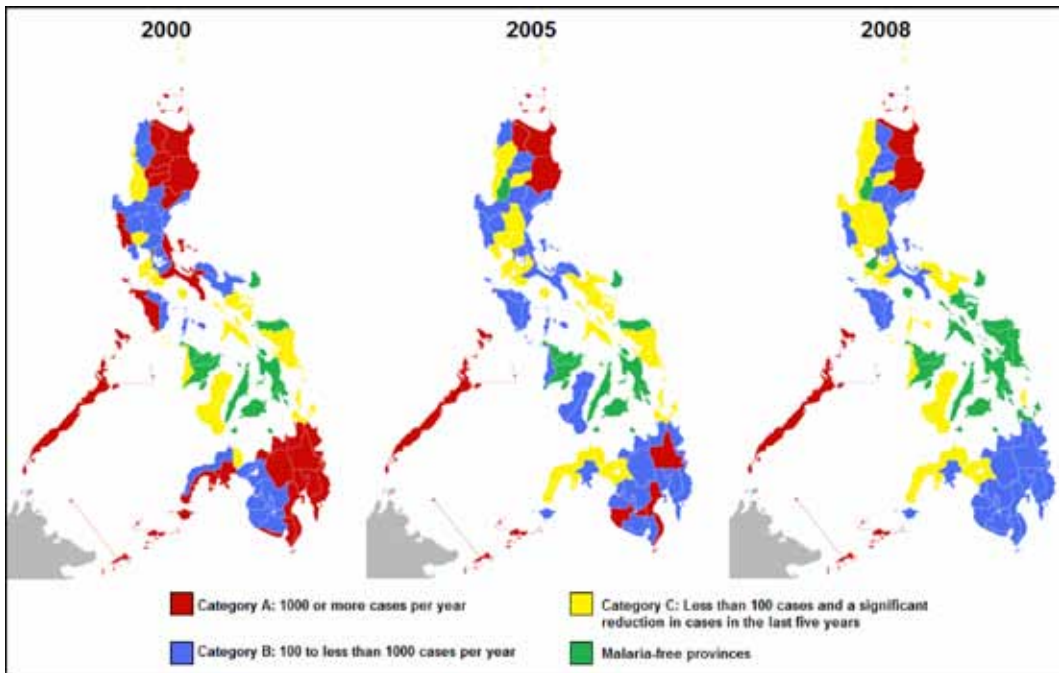 2000
2005
2008
Category A: 1000 or more cases per year
Category B: 100 to less than 1000 cases per year
Category C: Less than 100 cases and a significant
reduction in cases in the last five years
Malaria-free provinces